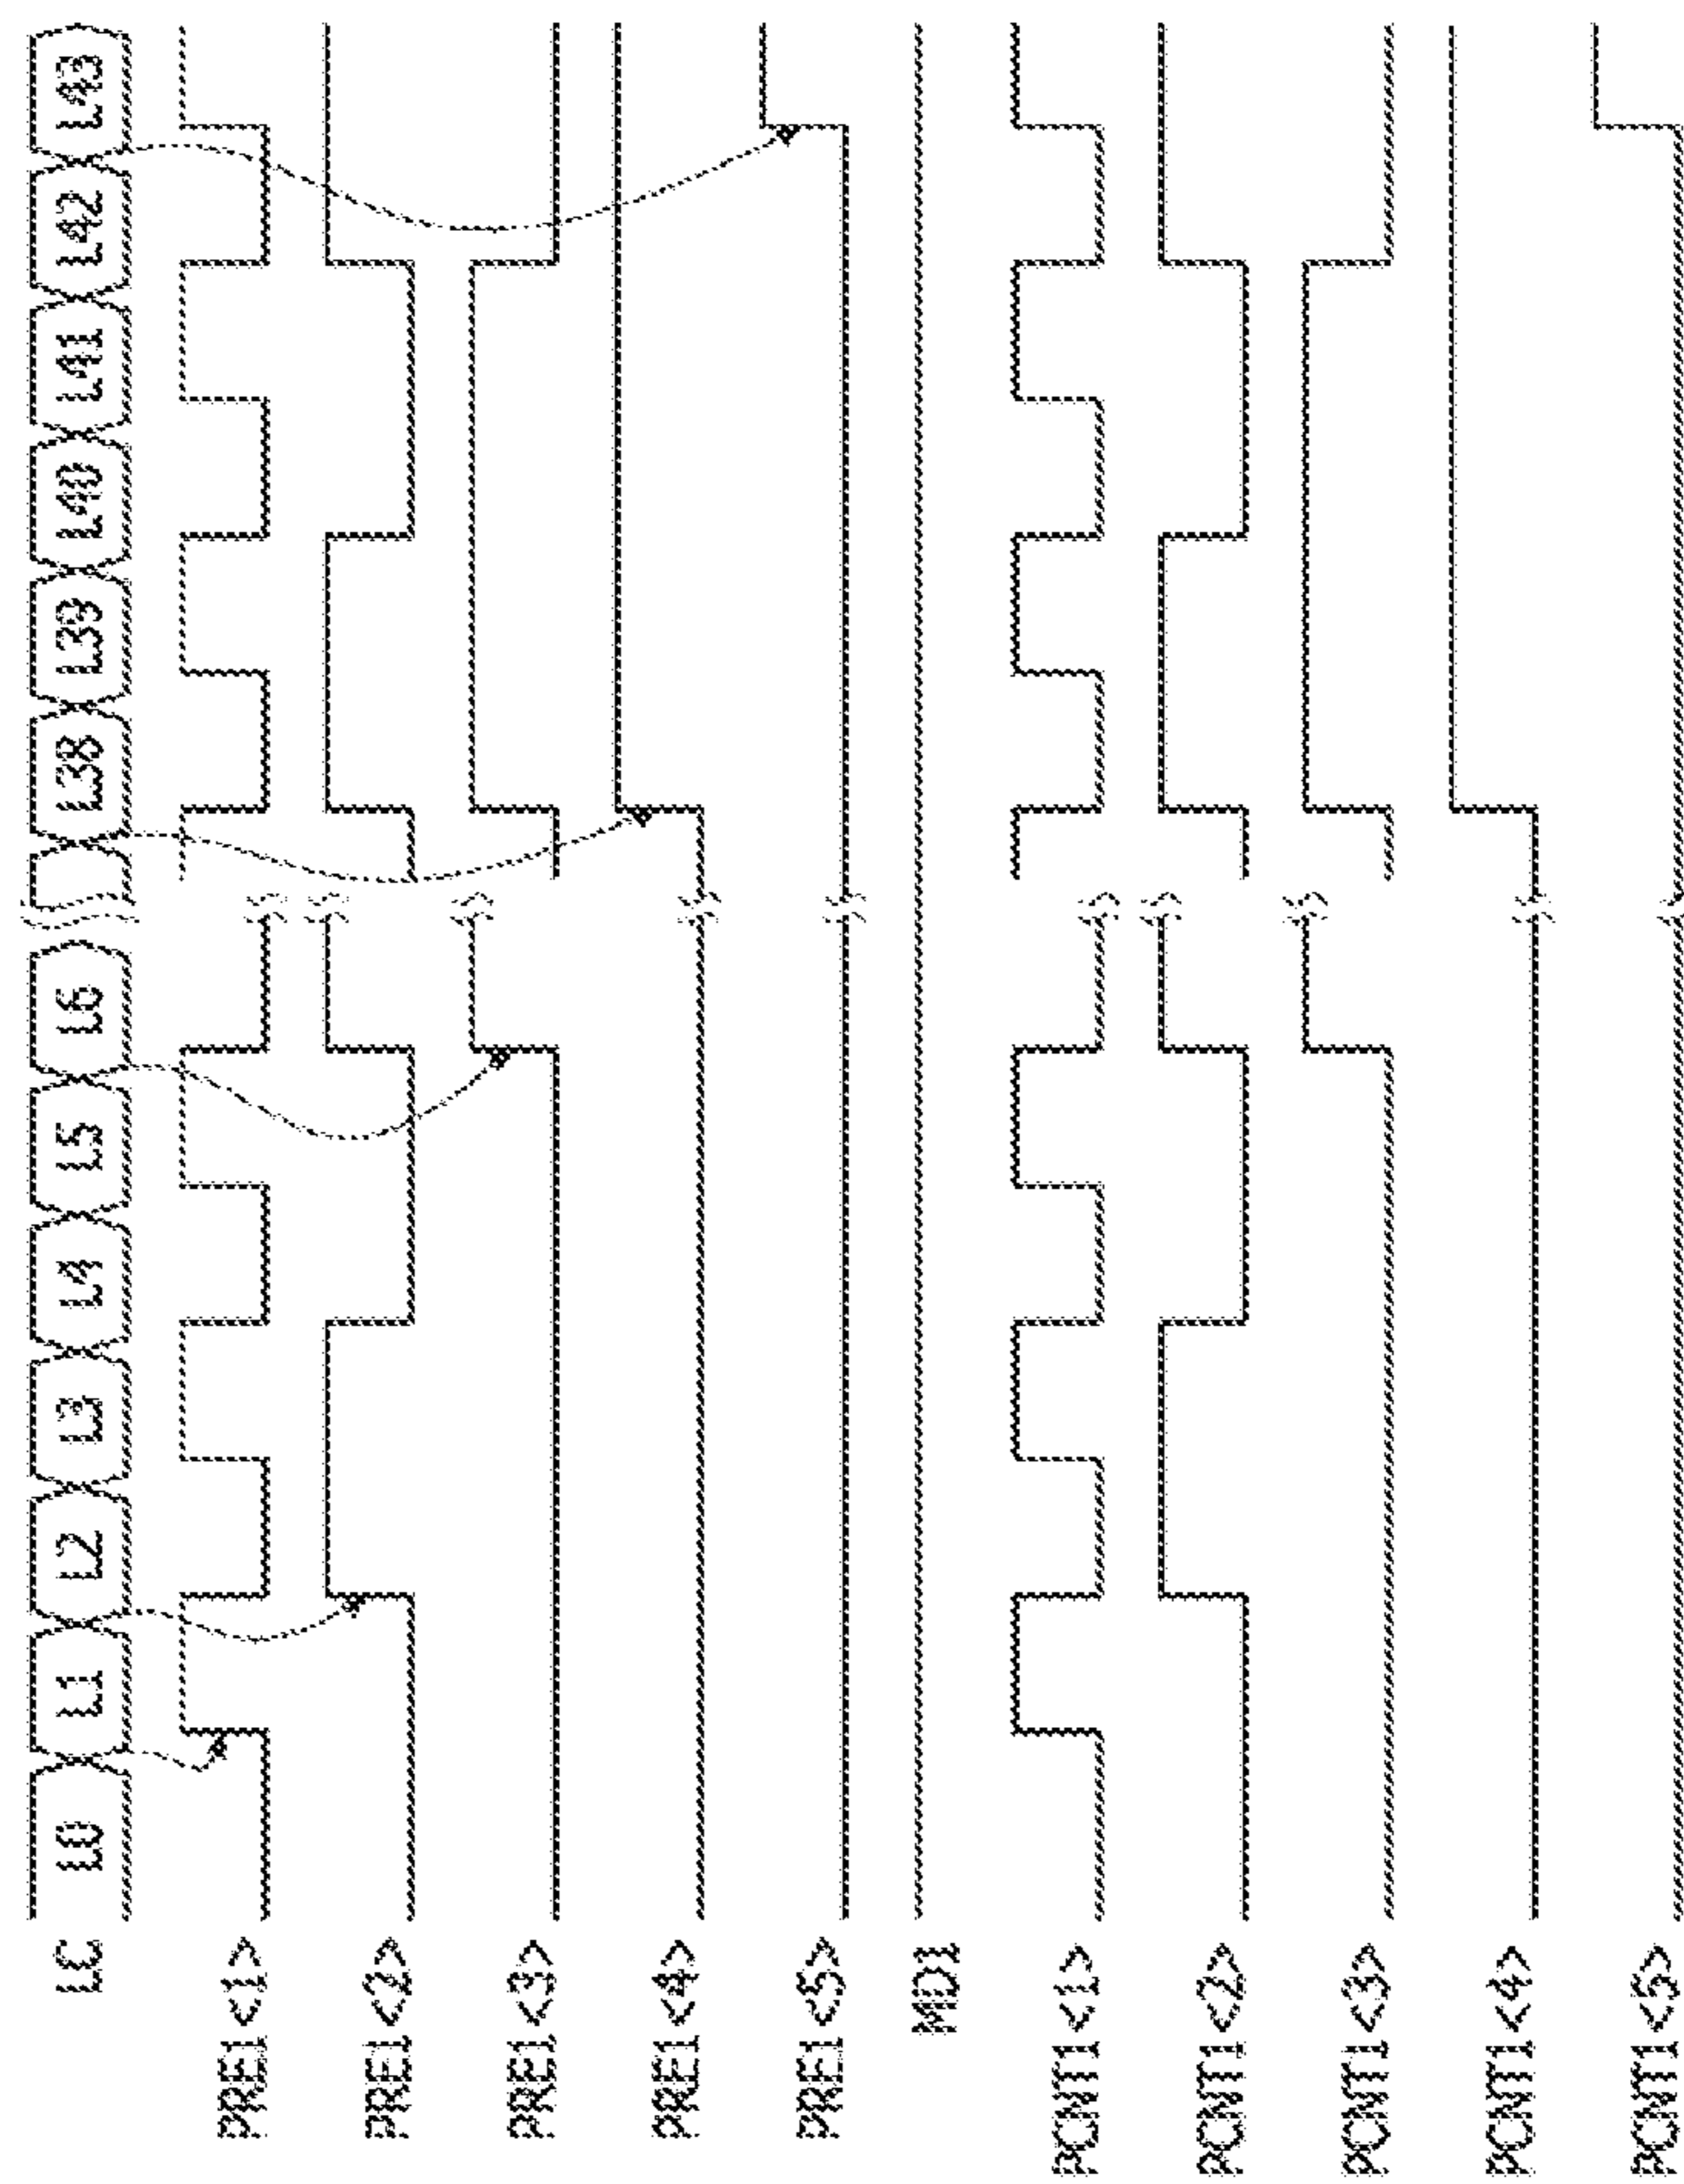 LC L0 L1 L2 L3 L4 L5 L6 L38 L39 L40 L41 L42 L43
PRE1<1>
PRE1<2>
PRE1<3>
PRE1<4>
PRE1<5>
MD1
PCNT1<1>
PCNT1<2>
PCNT1<3>
PCNT1<4>
PCNT1<5>